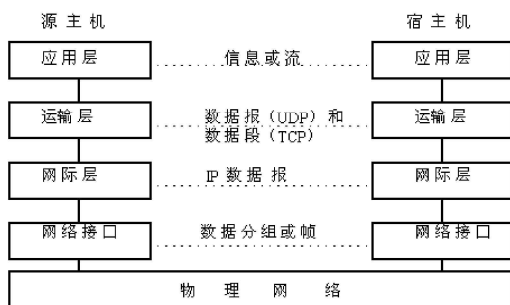 源主机 宿主机
应用层 信息或流 应用层
运输层 数据报(UDP)和 运输层
数据段(TCP)
网际层 IP数据报 网际层
网络接口 数据分组或帧 网络接口
物理网络